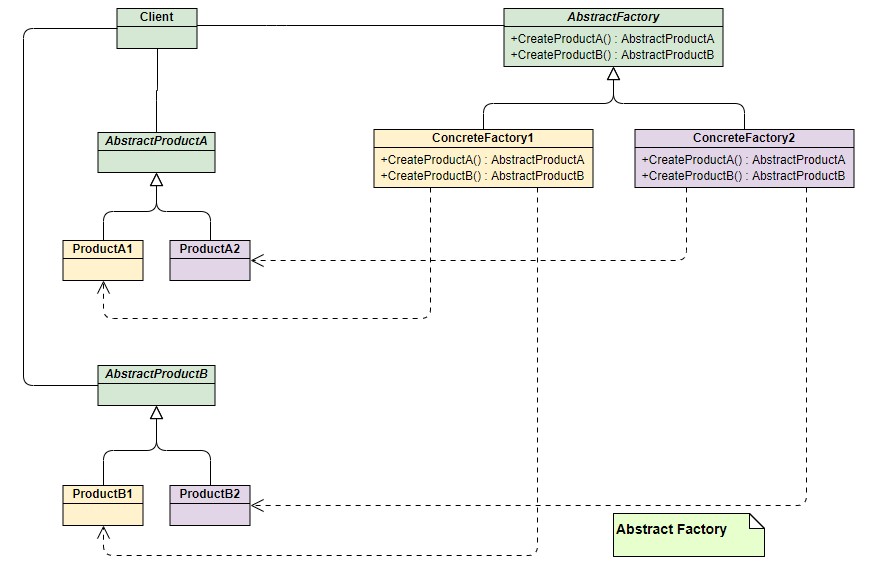 Client
AbstractFactory
+CreateProductA() : AbstractProductA
+CreateProductB() : AbstractProductB
AbstractProductA
ConcreteFactory1
+CreateProductA() : AbstractProductA
+CreateProductB() : AbstractProductB
ConcreteFactory2
+CreateProductA() : AbstractProductA
+CreateProductB() : AbstractProductB
ProductA1
ProductA2
AbstractProductB
ProductB1
ProductB2
Abstract Factory